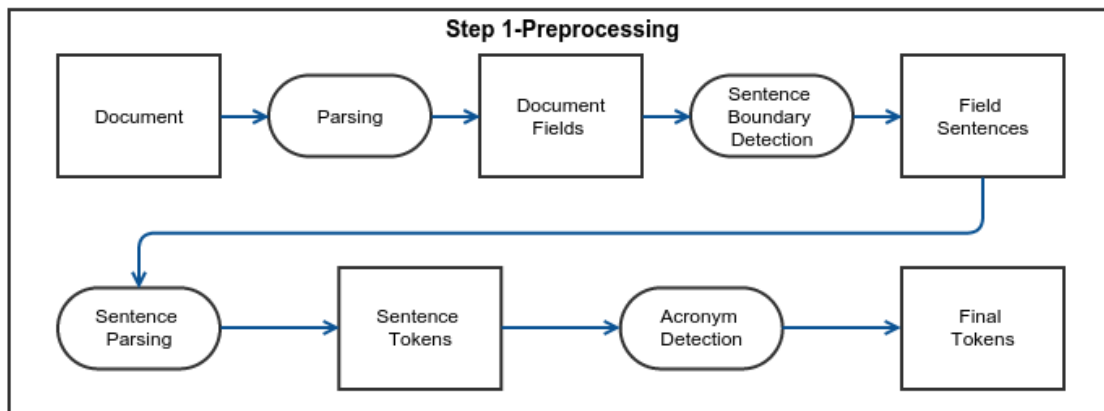 Step 1-Preprocessing
Document
Parsing
Document
Fields
Sentence
Boundary
Detection
Field
Sentences
Sentence
Parsing
Sentence
Tokens
Acronym
Detection
Final
Tokens